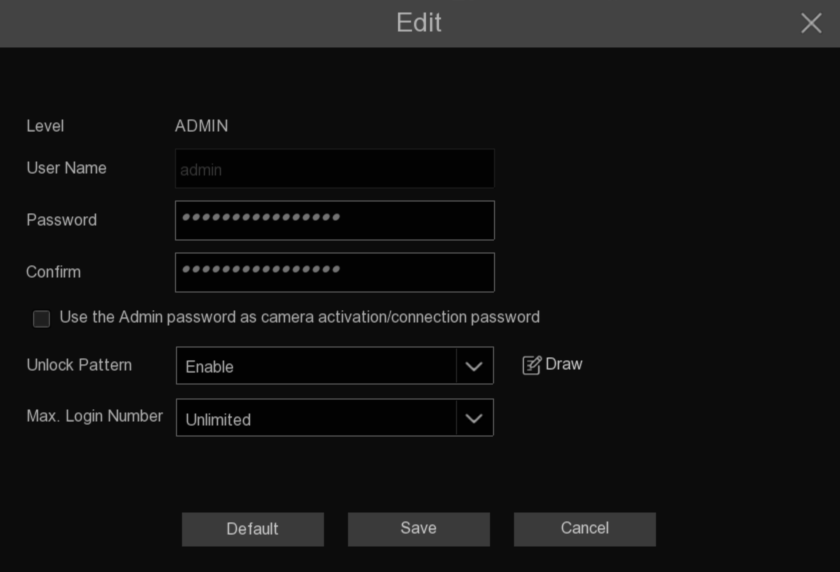 Edit
Level ADMIN
User Name admin
Password ••••••••••••••••
Confirm ••••••••••••••••
Use the Admin password as camera activation/connection password
Unlock Pattern Enable Draw
Max. Login Number Unlimited
Default Save Cancel